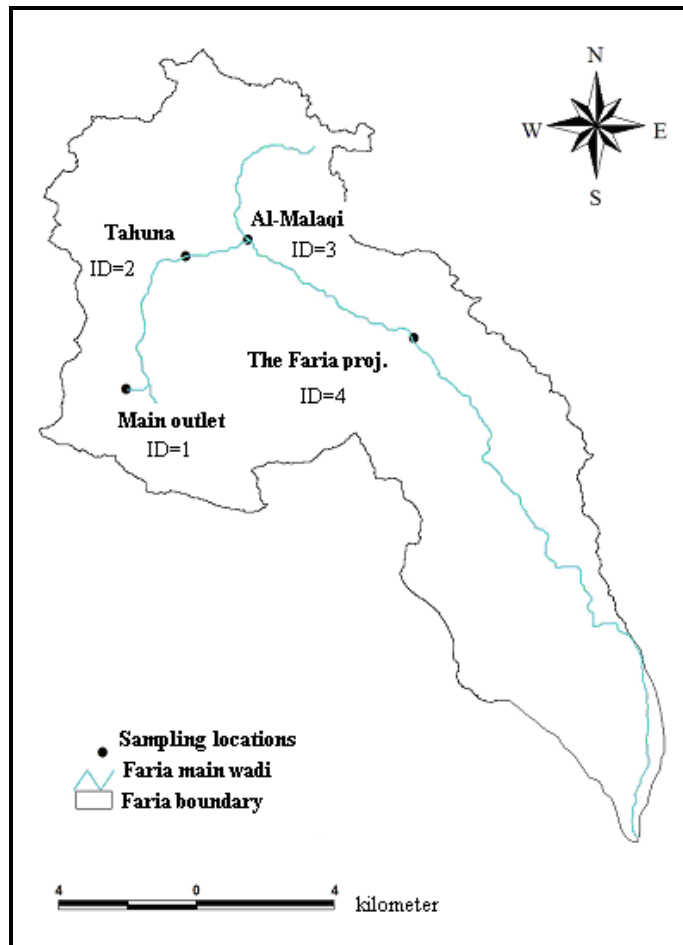 N
W E
S
Al-Malaqi
ID=3
Tahuna
ID=2
The Faria proj.
ID=4
Main outlet
ID=1
Sampling locations
Faria main wadi
Faria boundary
4 0 4
kilometer